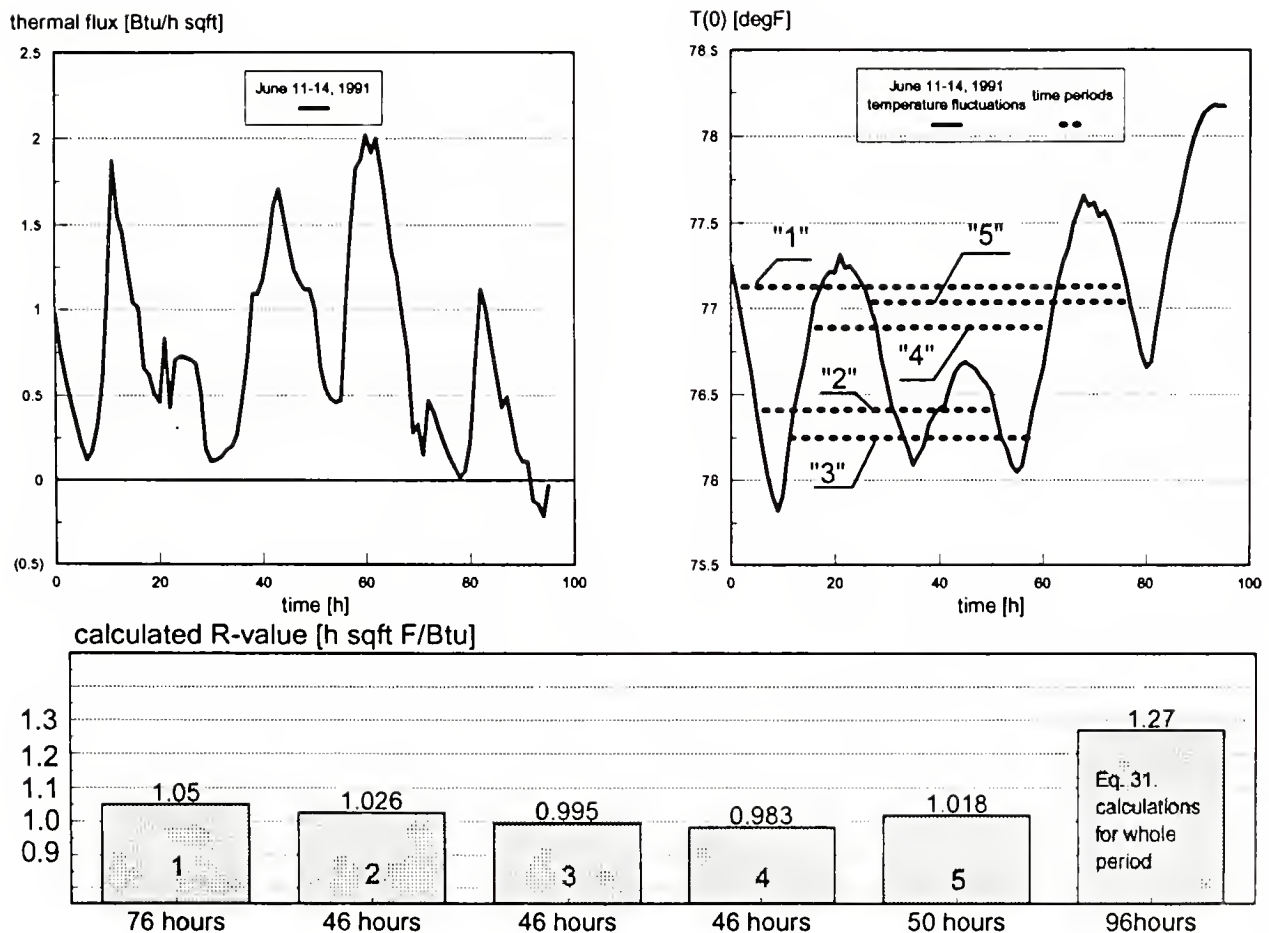 thermal flux [Btu/h sqft]
2.5
2
1.5
1
0.5
0
(0.5)
June 11-14, 1991
0 20 40 60 80 100
time [h]
T(0) [degF]
78.5
78
77.5
77
76.5
78
75.5
June 11-14, 1991
temperature fluctuations
time periods
"1"
"5"
"4"
"2"
"3"
0 20 40 60 80 100
time [h]
calculated R-value [h sqft F/Btu]
1.3
1.2
1.1
1.0
0.9
1.05
1.026
0.995
0.983
1.018
1.27
1
2
3
4
5
Eq. 31.
calculations
for whole
period
76 hours
46 hours
46 hours
46 hours
50 hours
96hours